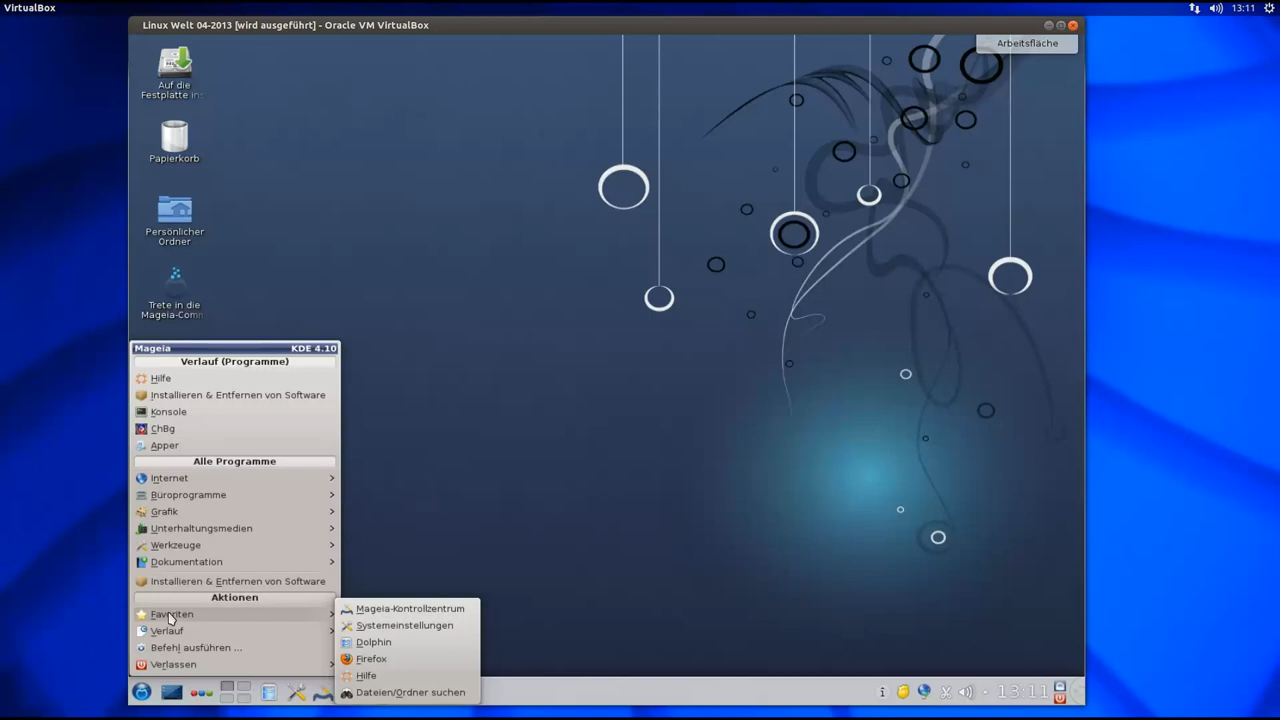 VirtualBox
13:11
Linux Welt 04-2013 [wird ausgeführt] - Oracle VM VirtualBox
Arbeitsfläche
Auf die
Festplatte ins
Papierkorb
Persönlicher
Ordner
Trete in die
Mageia-Comm
Mageia KDE 4.10
Verlauf (Programme)
Hilfe
Installieren & Entfernen von Software
Konsole
ChBg
Apper
Alle Programme
Internet
Büroprogramme
Grafik
Unterhaltungsmedien
Werkzeuge
Dokumentation
Installieren & Entfernen von Software
Aktionen
Favoriten
Verlauf
Befehl ausführen ...
Verlassen
Mageia-Kontrollzentrum
Systemeinstellungen
Dolphin
Firefox
Hilfe
Dateien/Ordner suchen
13:11